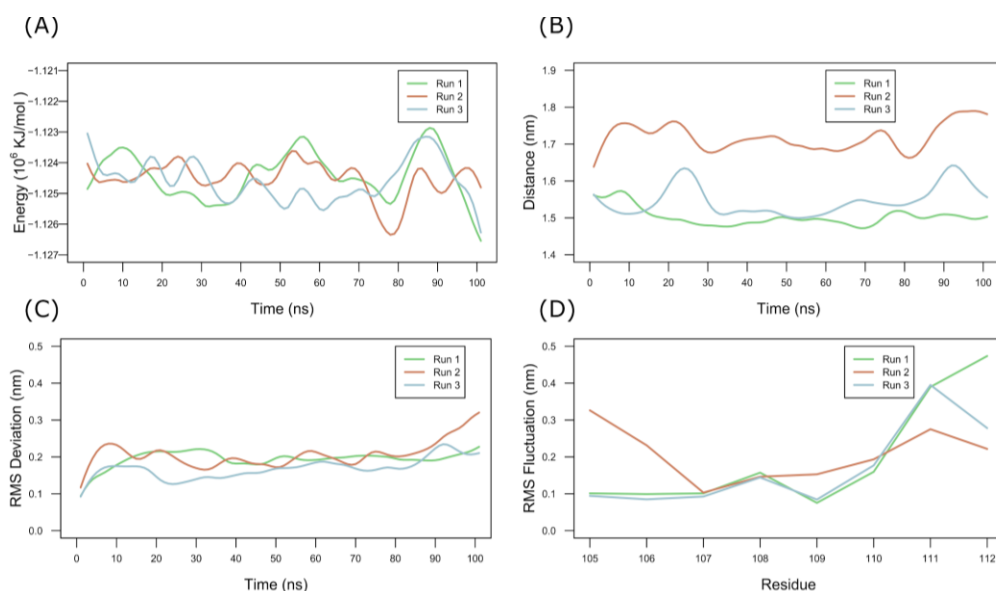 (A)
−1.121
−1.122
−1.123
−1.124
−1.125
−1.126
−1.127
Energy (10⁶ KJ/mol )
Run 1
Run 2
Run 3
0 10 20 30 40 50 60 70 80 90 100
Time (ns)
(B)
1.9
1.8
1.7
1.6
1.5
1.4
Distance (nm)
Run 1
Run 2
Run 3
0 10 20 30 40 50 60 70 80 90 100
Time (ns)
(C)
0.5
0.4
0.3
0.2
0.1
0.0
RMS Deviation (nm)
Run 1
Run 2
Run 3
0 10 20 30 40 50 60 70 80 90 100
Time (ns)
(D)
0.5
0.4
0.3
0.2
0.1
0.0
RMS Fluctuation (nm)
Run 1
Run 2
Run 3
105 106 107 108 109 110 111 112
Residue